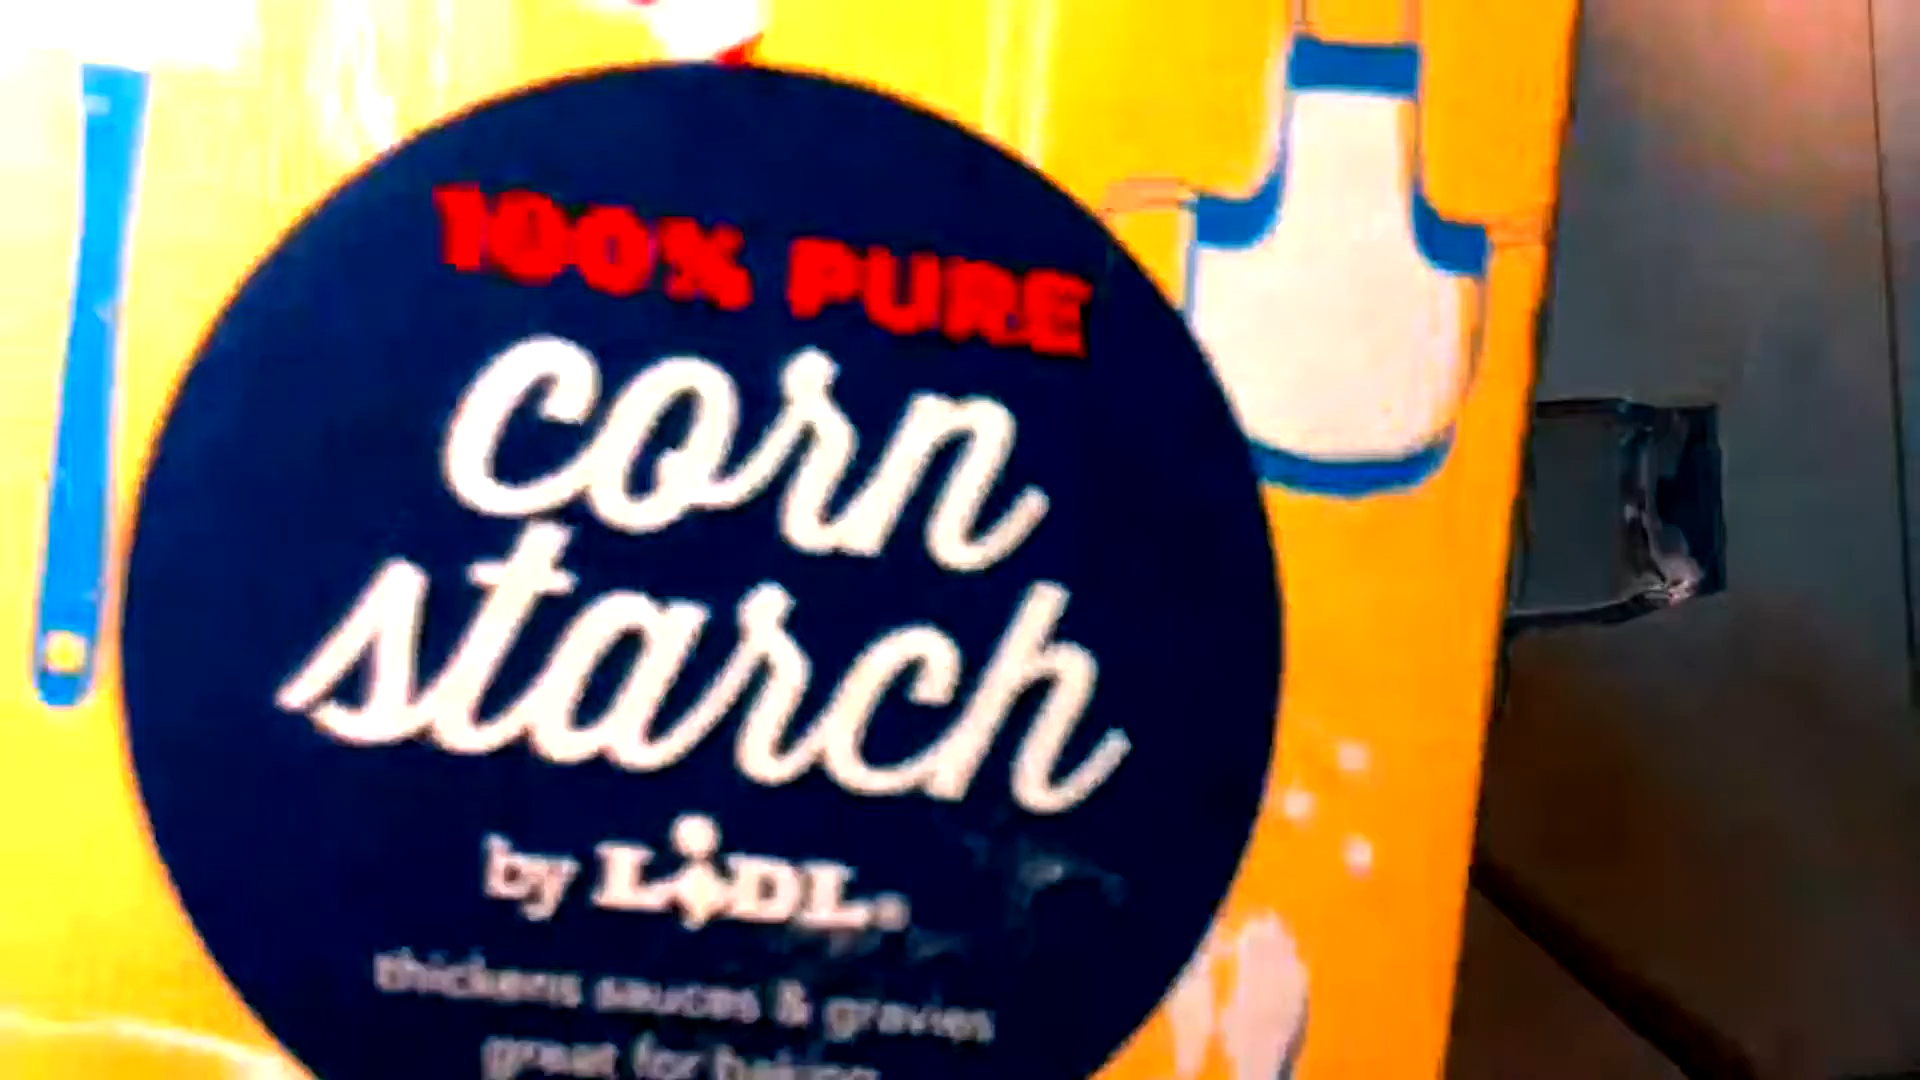 100% PURE
corn
starch
by LIDL
thickens sauces & gravies
great for baking